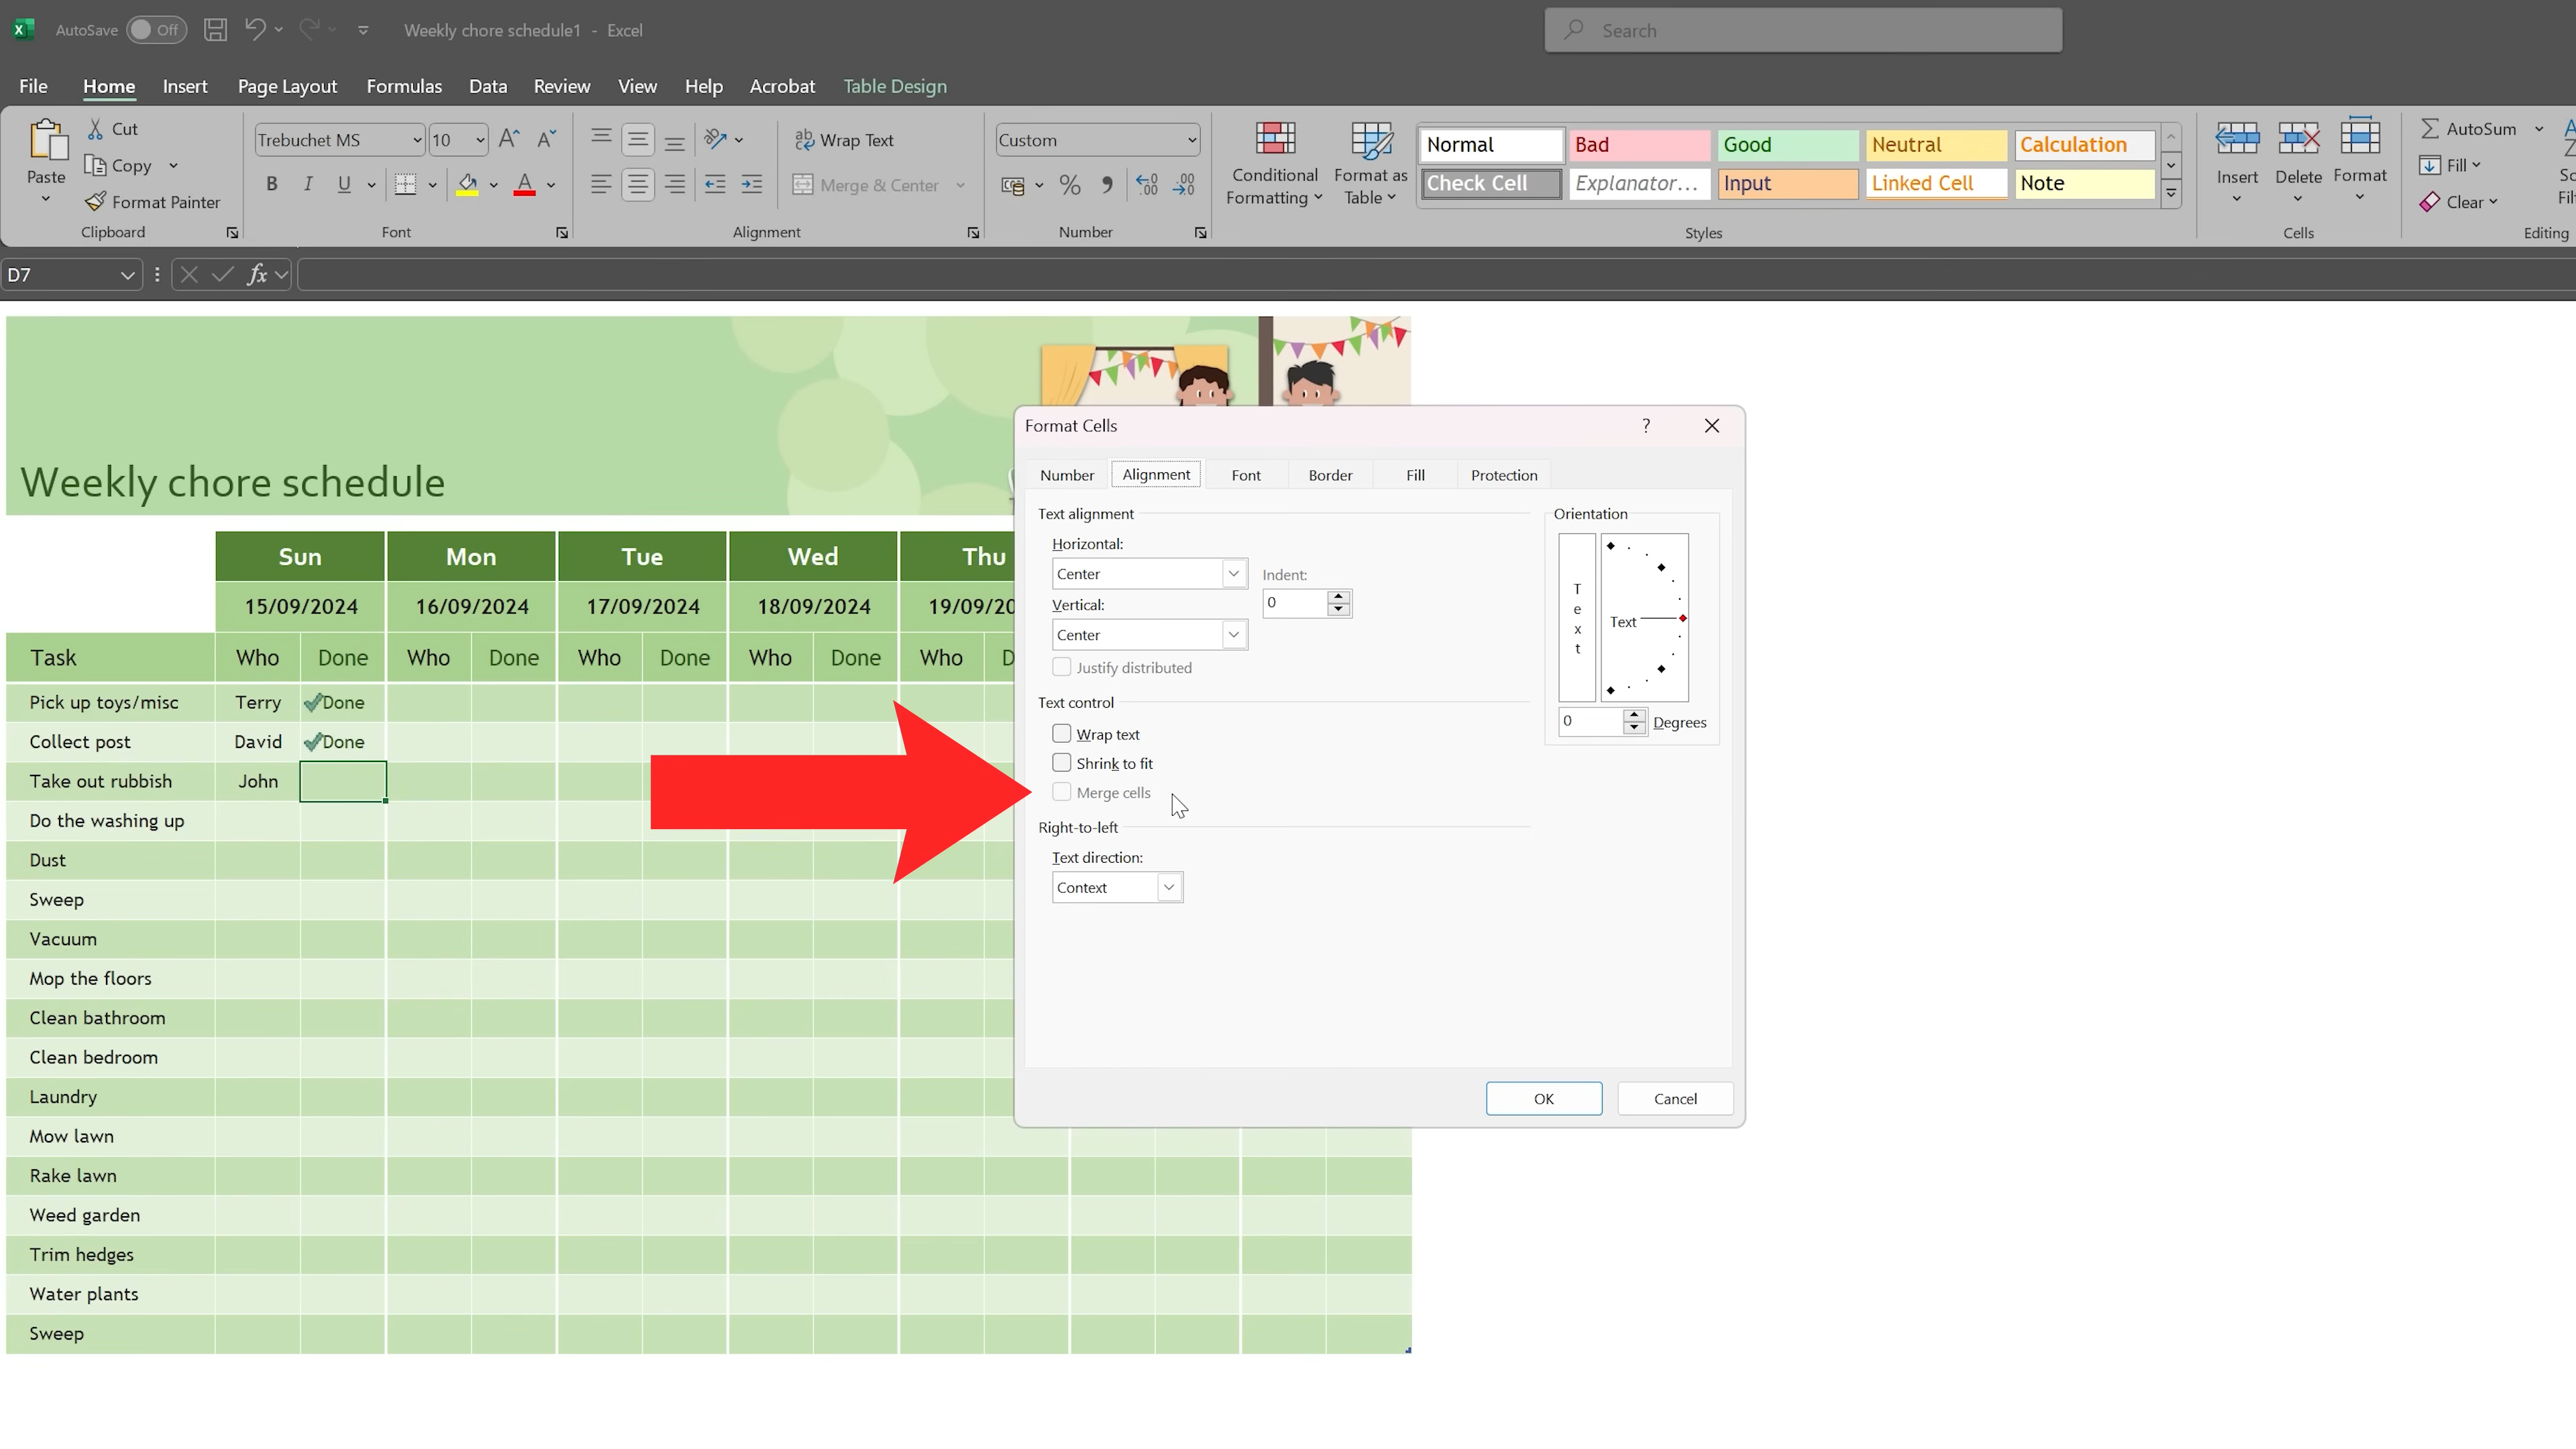 AutoSave Off Weekly chore schedule1 - Excel Search
File Home Insert Page Layout Formulas Data Review View Help Acrobat Table Design
Paste
Cut
Copy
Format Painter
Clipboard
Trebuchet MS 10
B I U A
Font
Wrap Text
Merge & Center
Alignment
Custom
%
Number
Conditional Formatting
Format as Table
Normal Bad Good Neutral Calculation
Check Cell Explanator... Input Linked Cell Note
Styles
Insert Delete Format
Cells
AutoSum
Fill
Clear
Editing
D7 fx
Weekly chore schedule
Sun Mon Tue Wed Thu
15/09/2024 16/09/2024 17/09/2024 18/09/2024 19/09/20
Task Who Done Who Done Who Done Who Done Who D
Pick up toys/misc Terry Done
Collect post David Done
Take out rubbish John
Do the washing up
Dust
Sweep
Vacuum
Mop the floors
Clean bathroom
Clean bedroom
Laundry
Mow lawn
Rake lawn
Weed garden
Trim hedges
Water plants
Sweep
Format Cells ?
Number Alignment Font Border Fill Protection
Text alignment
Horizontal:
Center
Indent:
0
Vertical:
Center
Justify distributed
Text control
Wrap text
Shrink to fit
Merge cells
Right-to-left
Text direction:
Context
Orientation
Text
Text
0 Degrees
OK Cancel